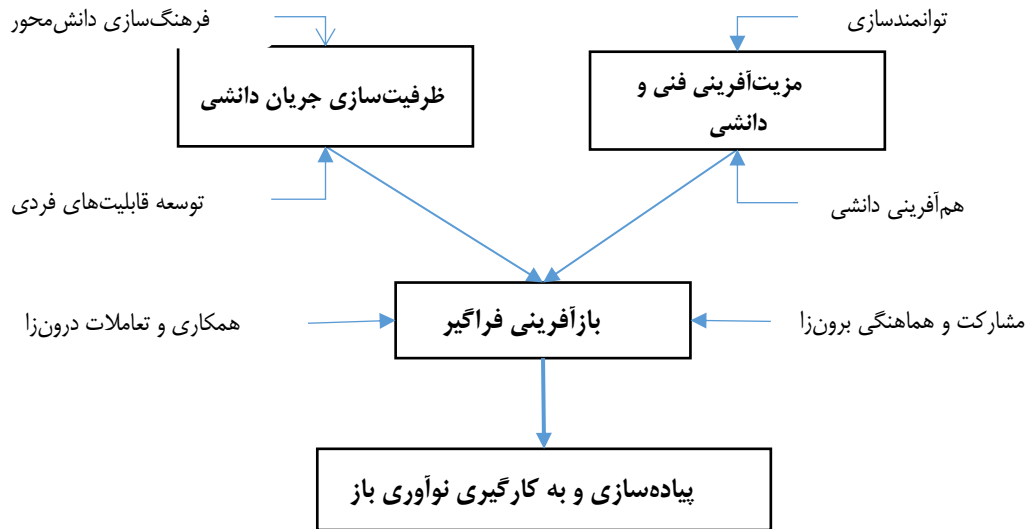 توانمندسازی
فرهنگ‌سازی دانش‌محور
مزیت‌آفرینی فنی و
دانشی
ظرفیت‌سازی جریان دانشی
هم‌آفرینی دانشی
توسعه قابلیت‌های فردی
مشارکت و هماهنگی برون‌زا
بازآفرینی فراگیر
همکاری و تعاملات درون‌زا
پیاده‌سازی و به کارگیری نوآوری باز